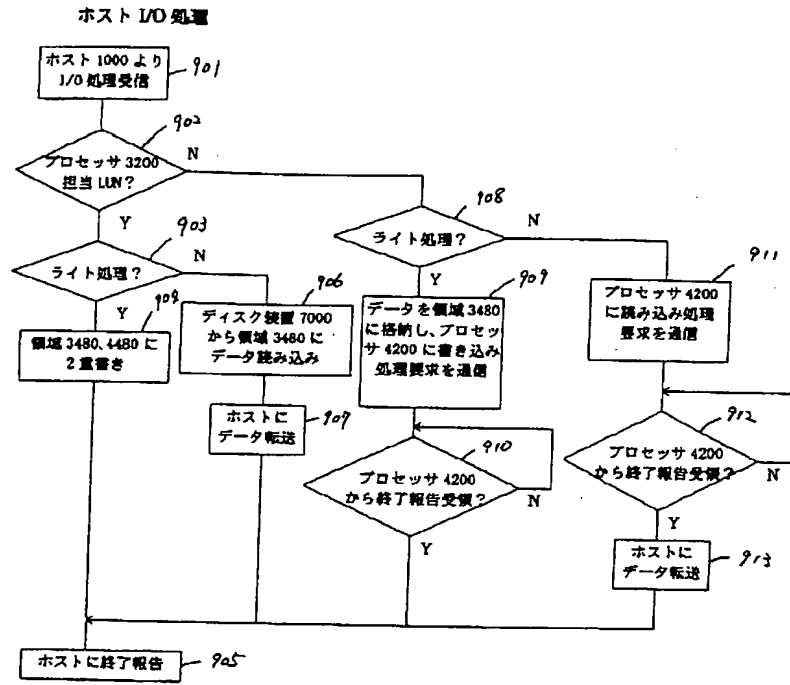 ホスト I/O 処理
ホスト 1000 より
I/O 処理受信
901
902
プロセッサ 3200
担当 LUN?
N
Y
903
ライト処理?
N
Y
904
領域 3480、4480 に
2 重書き
906
ディスク装置 7000
から領域 3480 に
データ読み込み
ホストに
データ転送
907
908
ライト処理?
N
Y
909
データを領域 3480
に格納し、プロセッ
サ 4200 に書き込み
処理要求を通信
910
プロセッサ 4200
から終了報告受領?
N
Y
911
プロセッサ 4200
に読み込み処理
要求を通信
912
プロセッサ 4200
から終了報告受領?
N
Y
ホストに
データ転送
913
ホストに終了報告
905